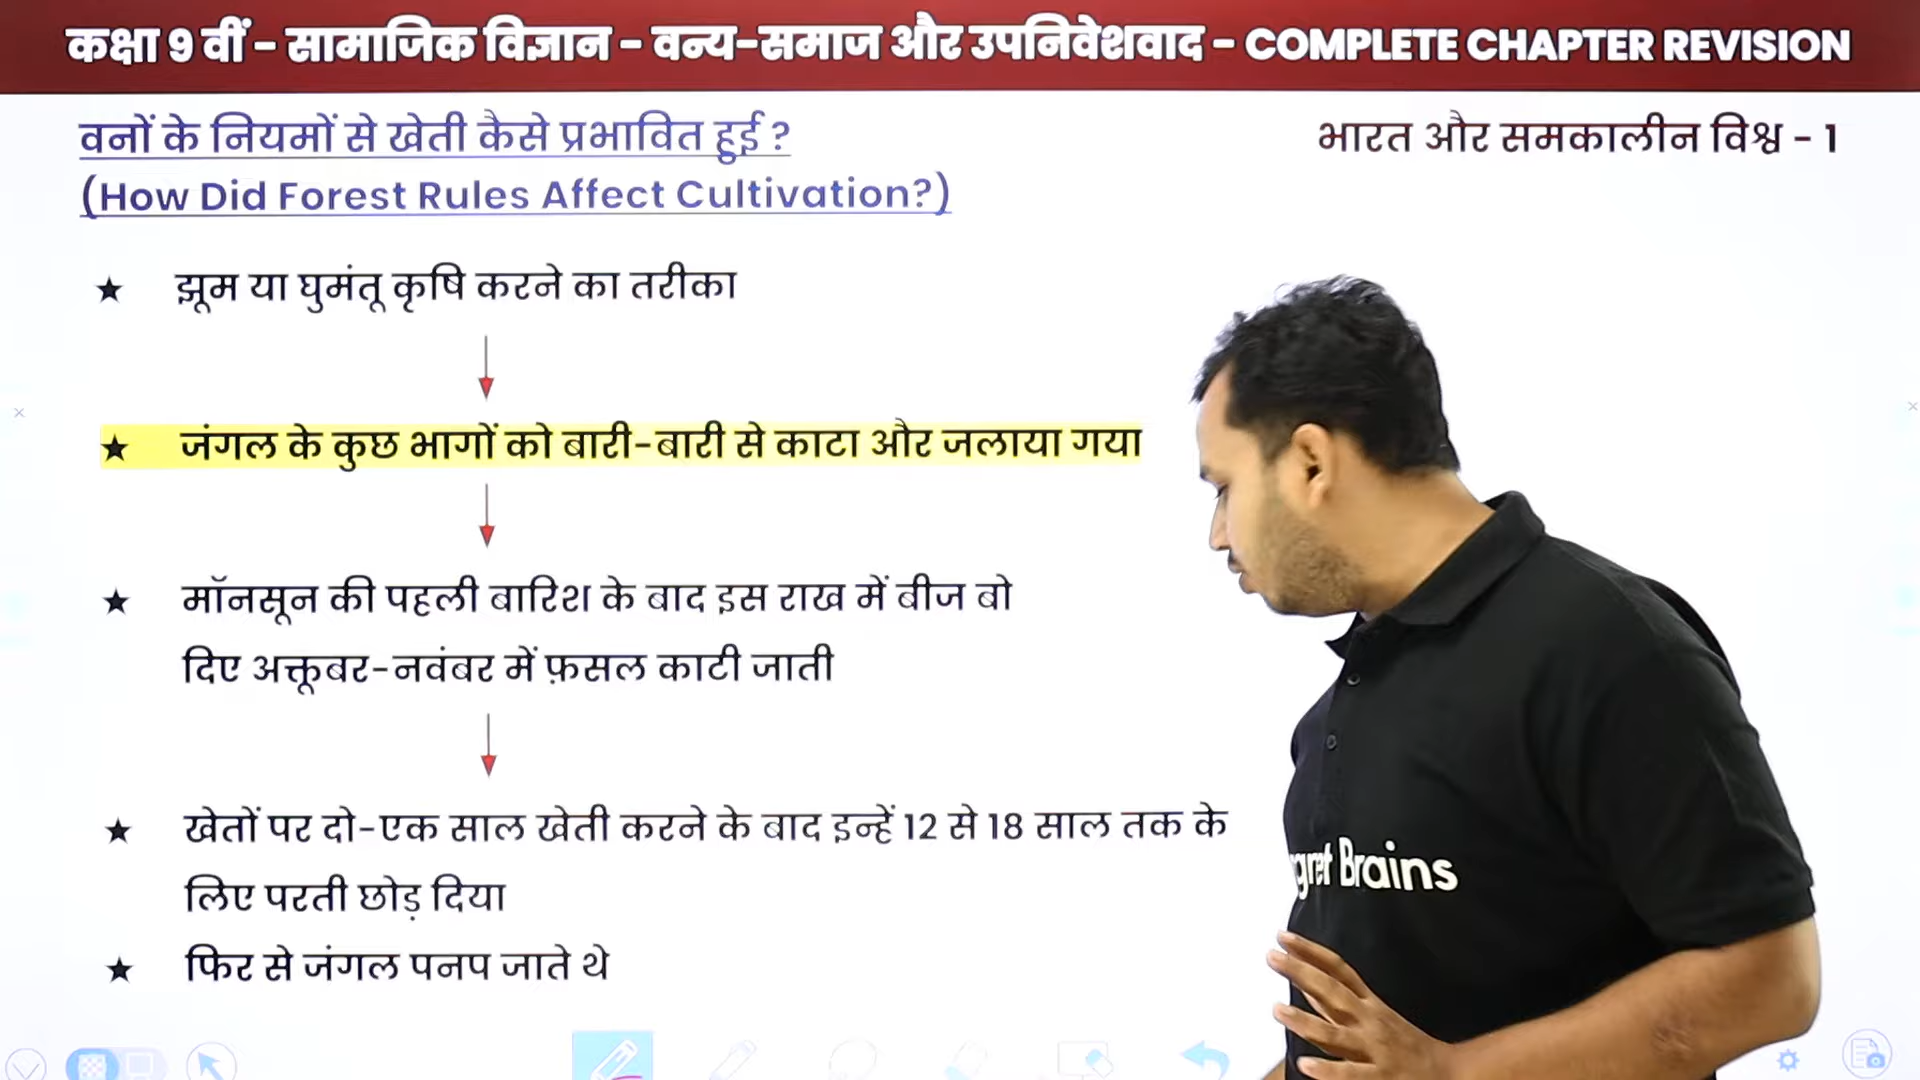 कक्षा 9 वीं - सामाजिक विज्ञान - वन्य-समाज और उपनिवेशवाद - COMPLETE CHAPTER REVISION
वनों के नियमों से खेती कैसे प्रभावित हुई ?
भारत और समकालीन विश्व - 1
(How Did Forest Rules Affect Cultivation?)
★ झूम या घुमंतू कृषि करने का तरीका
★ जंगल के कुछ भागों को बारी-बारी से काटा और जलाया गया
★ मॉनसून की पहली बारिश के बाद इस राख में बीज बो
दिए अक्तूबर-नवंबर में फ़सल काटी जाती
★ खेतों पर दो-एक साल खेती करने के बाद इन्हें 12 से 18 साल तक के
लिए परती छोड़ दिया
★ फिर से जंगल पनप जाते थे
Brains